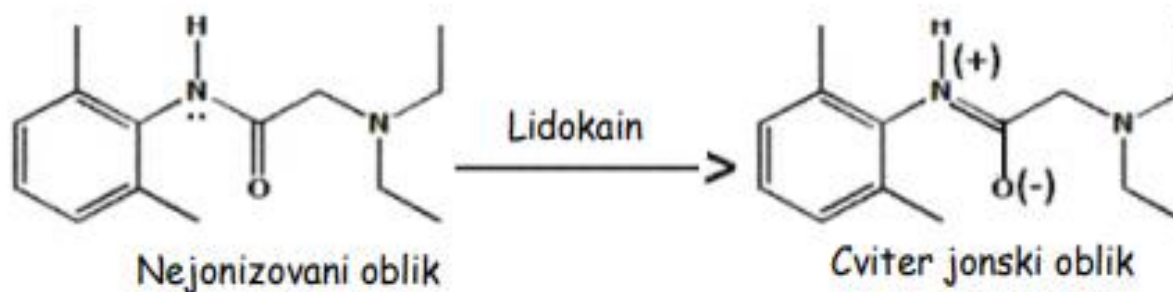 H
N
N
O
Lidokain
H
N(+)
N
O(-)
Nejonizovani oblik
Cviter jonski oblik